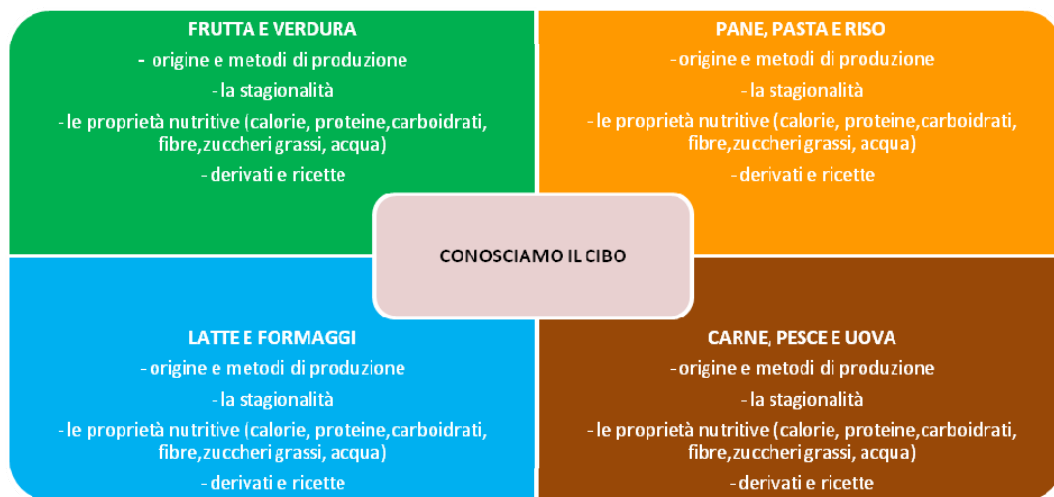 FRUTTA E VERDURA
- origine e metodi di produzione
- la stagionalità
- le proprietà nutritive (calorie, proteine,carboidrati,
fibre,zuccheri grassi, acqua)
- derivati e ricette
PANE, PASTA E RISO
- origine e metodi di produzione
- la stagionalità
- le proprietà nutritive (calorie, proteine,carboidrati,
fibre,zuccheri grassi, acqua)
- derivati e ricette
CONOSCIAMO IL CIBO
LATTE E FORMAGGI
- origine e metodi di produzione
- la stagionalità
- le proprietà nutritive (calorie, proteine,carboidrati,
fibre,zuccheri grassi, acqua)
- derivati e ricette
CARNE, PESCE E UOVA
- origine e metodi di produzione
- la stagionalità
- le proprietà nutritive (calorie, proteine,carboidrati,
fibre,zuccheri grassi, acqua)
- derivati e ricette